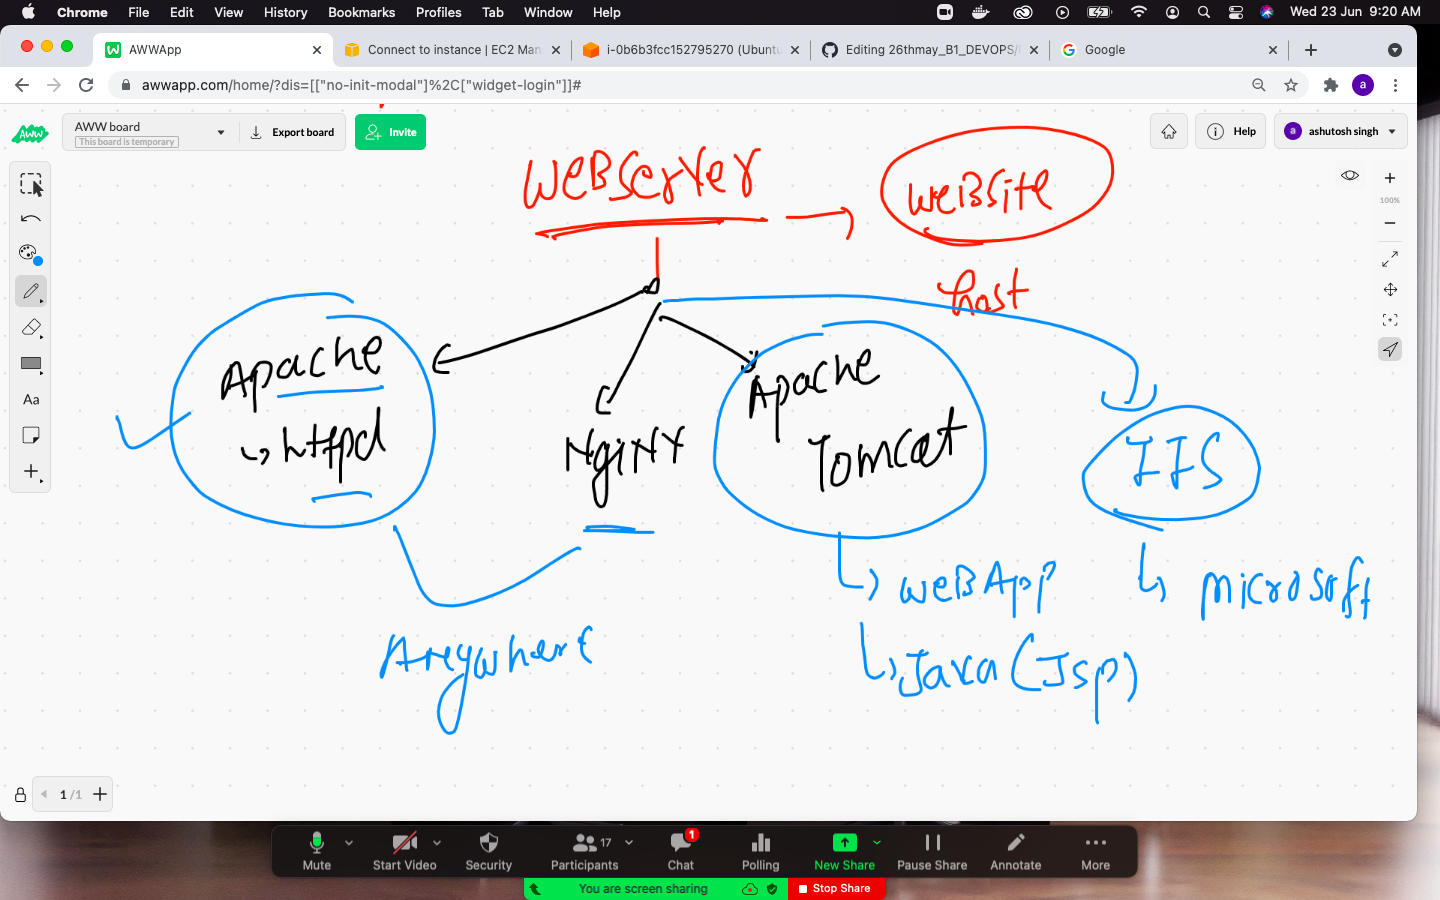 Chrome File Edit View History Bookmarks Profiles Tab Window Help Wed 23 Jun 9:20 AM
AWWApp Connect to instance | EC2 Man i-0b6b3fcc152795270 (Ubuntu Editing 26thmay_B1_DEVOPS/ Google
awwapp.com/home/?dis=[["no-init-modal"]%2C["widget-login"]]# a
AWW AWW board Export board Invite Help a ashutosh singh
This board is temporary
WEBServer website
100%
host
Apache Apache
httpd NgiNX Tomcat IIS
Aa
WEBApp Microsoft
Anywhere Java (Jsp)
1/1
17 1
Mute Start Video Security Participants Chat Polling New Share Pause Share Annotate More
You are screen sharing Stop Share